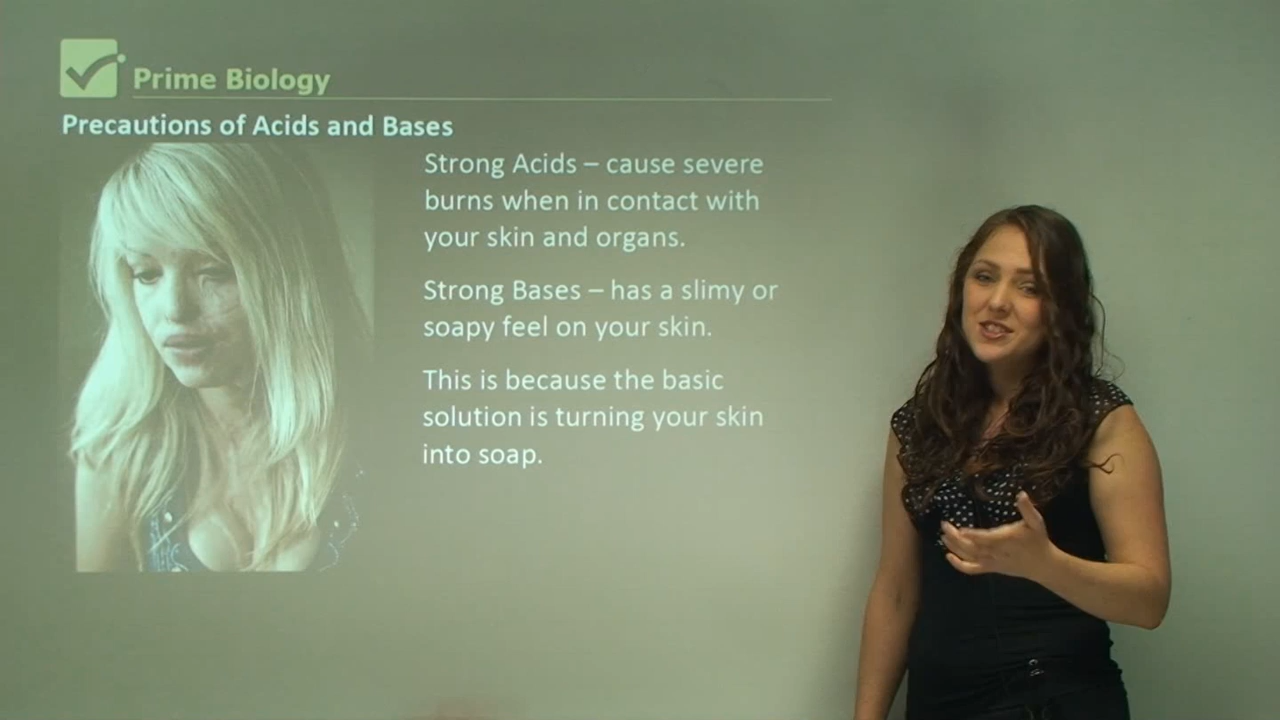 Prime Biology
Precautions of Acids and Bases
Strong Acids – cause severe
burns when in contact with
your skin and organs.
Strong Bases – has a slimy or
soapy feel on your skin.
This is because the basic
solution is turning your skin
into soap.